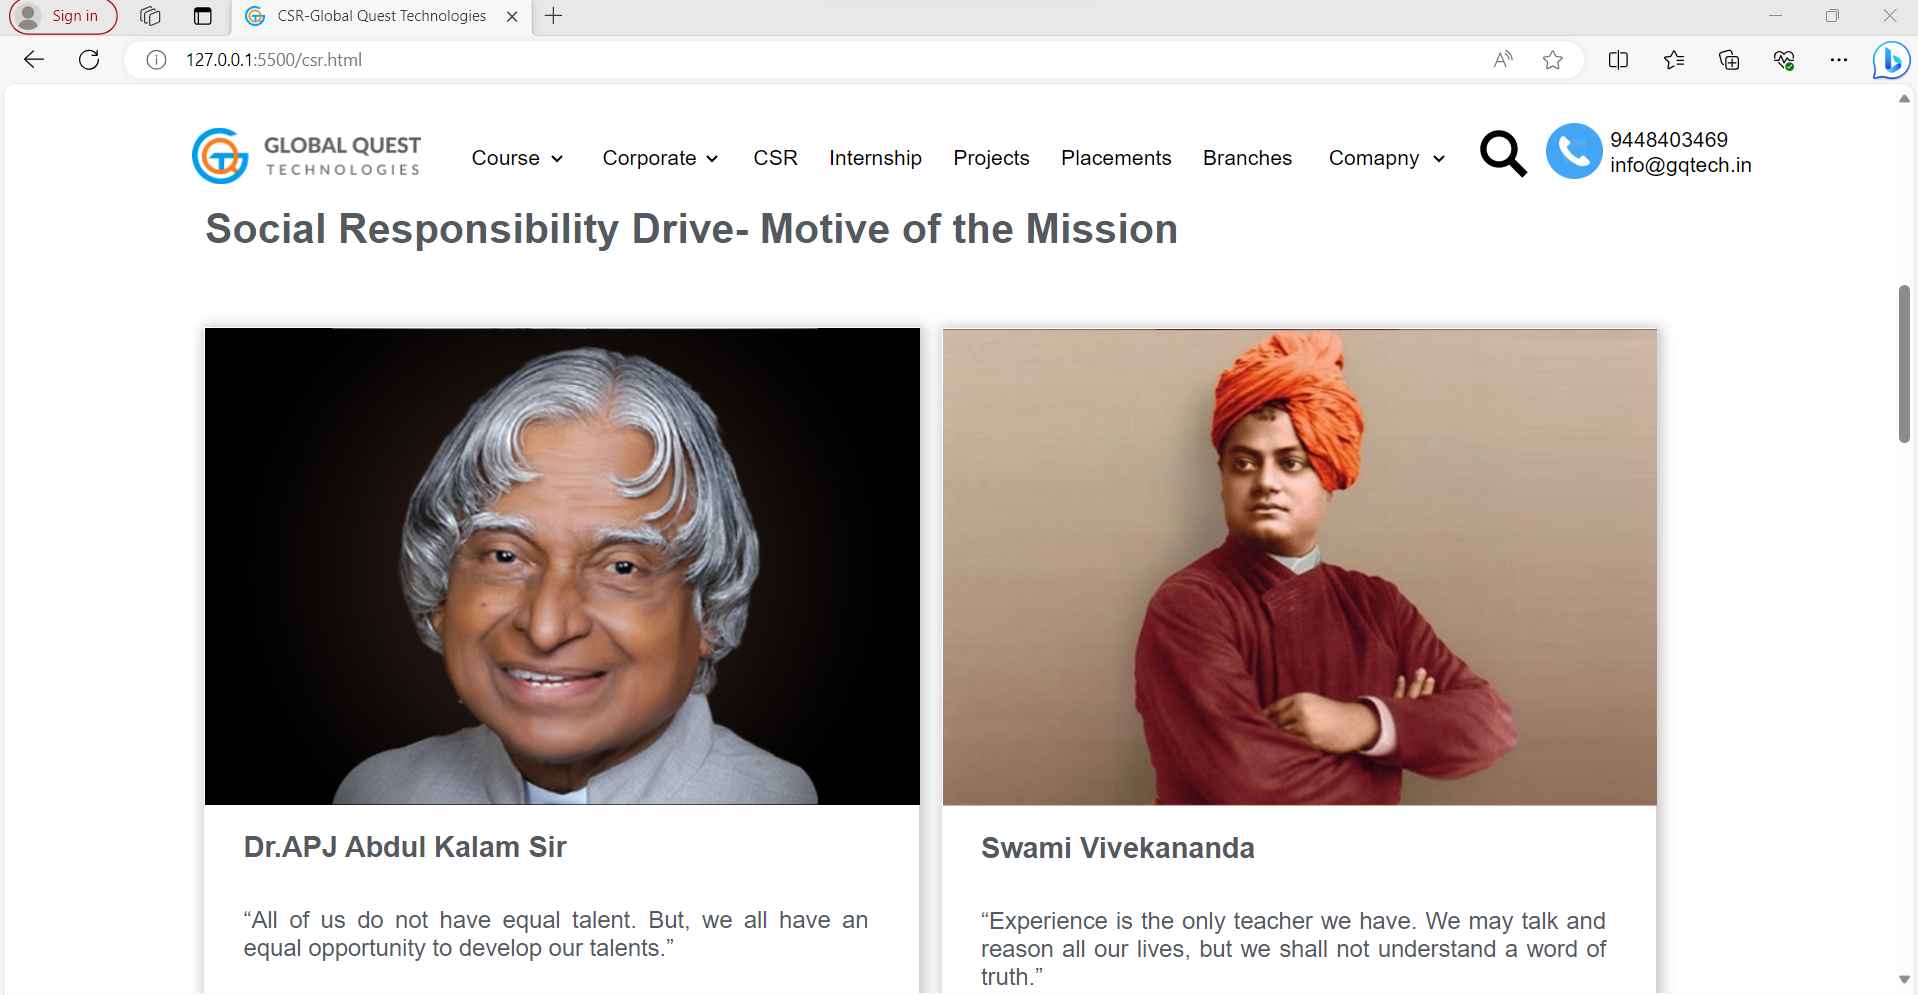 Sign in
CSR-Global Quest Technologies
127.0.0.1:5500/csr.html
GLOBAL QUEST
TECHNOLOGIES
Course
Corporate
CSR
Internship
Projects
Placements
Branches
Comapny
9448403469
info@gqtech.in
Social Responsibility Drive- Motive of the Mission
Dr.APJ Abdul Kalam Sir
“All of us do not have equal talent. But, we all have an
equal opportunity to develop our talents.”
Swami Vivekananda
“Experience is the only teacher we have. We may talk and
reason all our lives, but we shall not understand a word of
truth.”